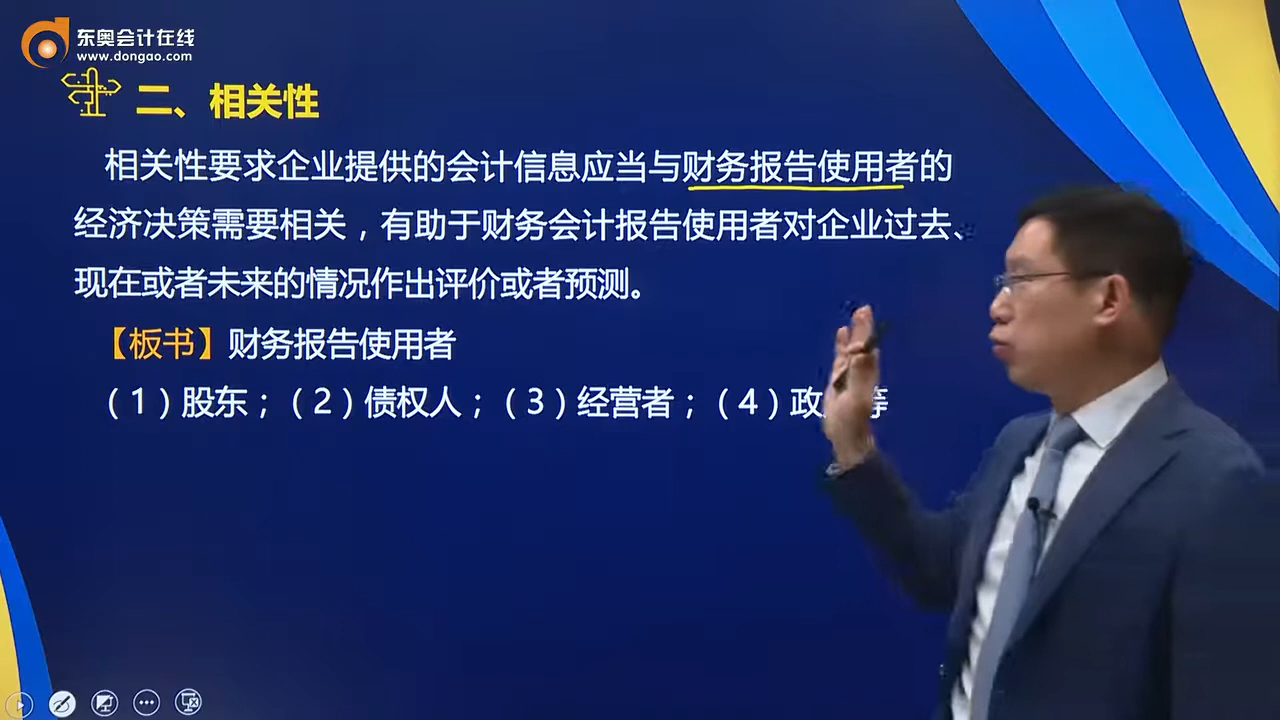 东奥会计在线
www.dongao.com
二、相关性
相关性要求企业提供的会计信息应当与财务报告使用者的
经济决策需要相关，有助于财务会计报告使用者对企业过去、
现在或者未来的情况作出评价或者预测。
【板书】财务报告使用者
（1）股东；（2）债权人；（3）经营者；（4）政 等